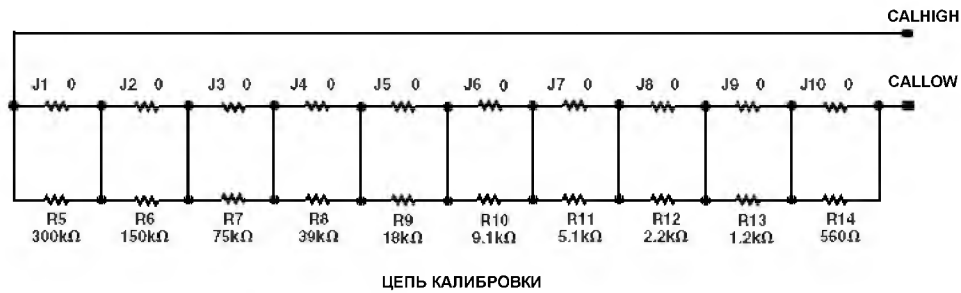 CALHIGH
J1 0 J2 0 J3 0 J4 0 J5 0 J6 0 J7 0 J8 0 J9 0 J10 0 CALLOW
R5 R6 R7 R8 R9 R10 R11 R12 R13 R14
300kΩ 150kΩ 75kΩ 39kΩ 18kΩ 9.1kΩ 5.1kΩ 2.2kΩ 1.2kΩ 560Ω
ЦЕПЬ КАЛИБРОВКИ